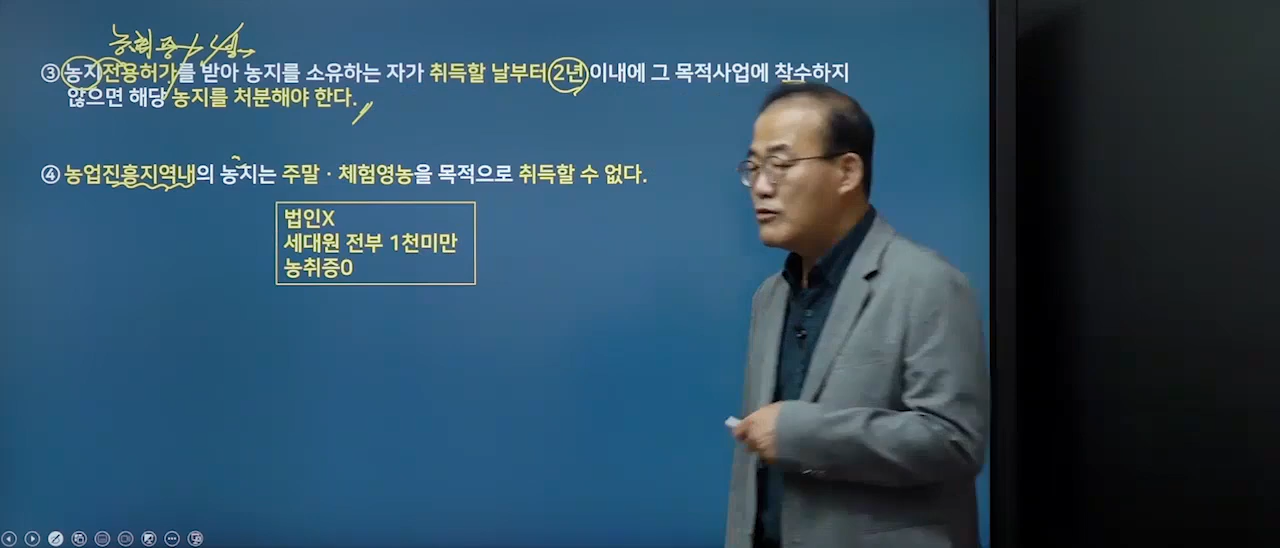 농취증
③ 농지전용허가를 받아 농지를 소유하는 자가 취득할 날부터 2년 이내에 그 목적사업에 착수하지
않으면 해당 농지를 처분해야 한다.
④ 농업진흥지역내의 농지는 주말·체험영농을 목적으로 취득할 수 없다.
법인X
세대원 전부 1천미만
농취증O